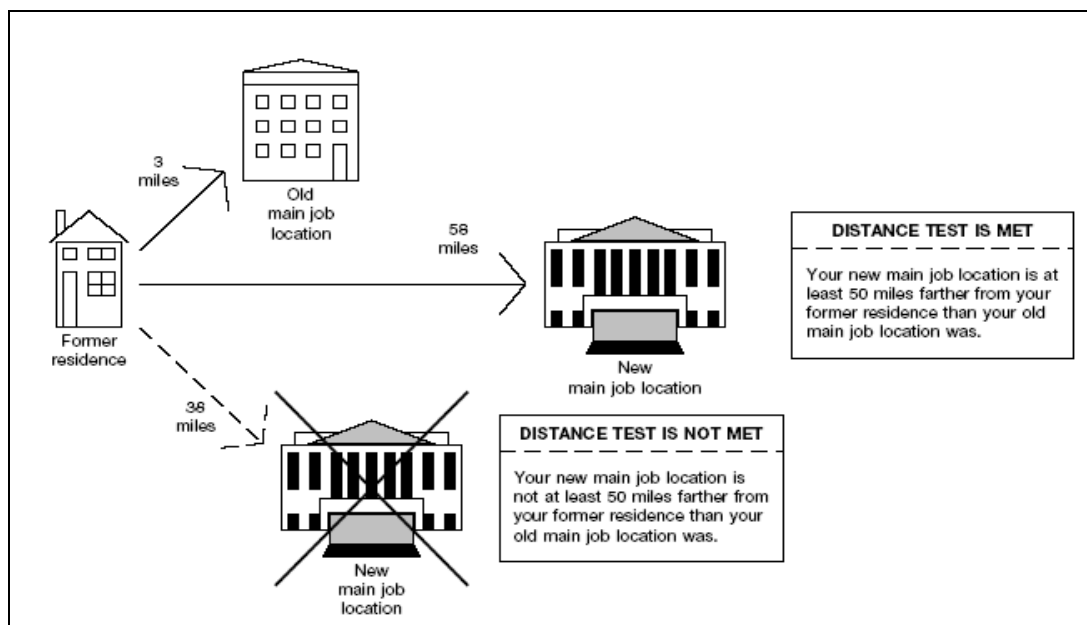 3
miles
Old
main job
location
58
miles
Former
residence
New
main job location
DISTANCE TEST IS MET
Your new main job location is at
least 50 miles farther from your
former residence than your old
main job location was.
38
miles
New
main job
location
DISTANCE TEST IS NOT MET
Your new main job location is
not at least 50 miles farther from
your former residence than your
old main job location was.